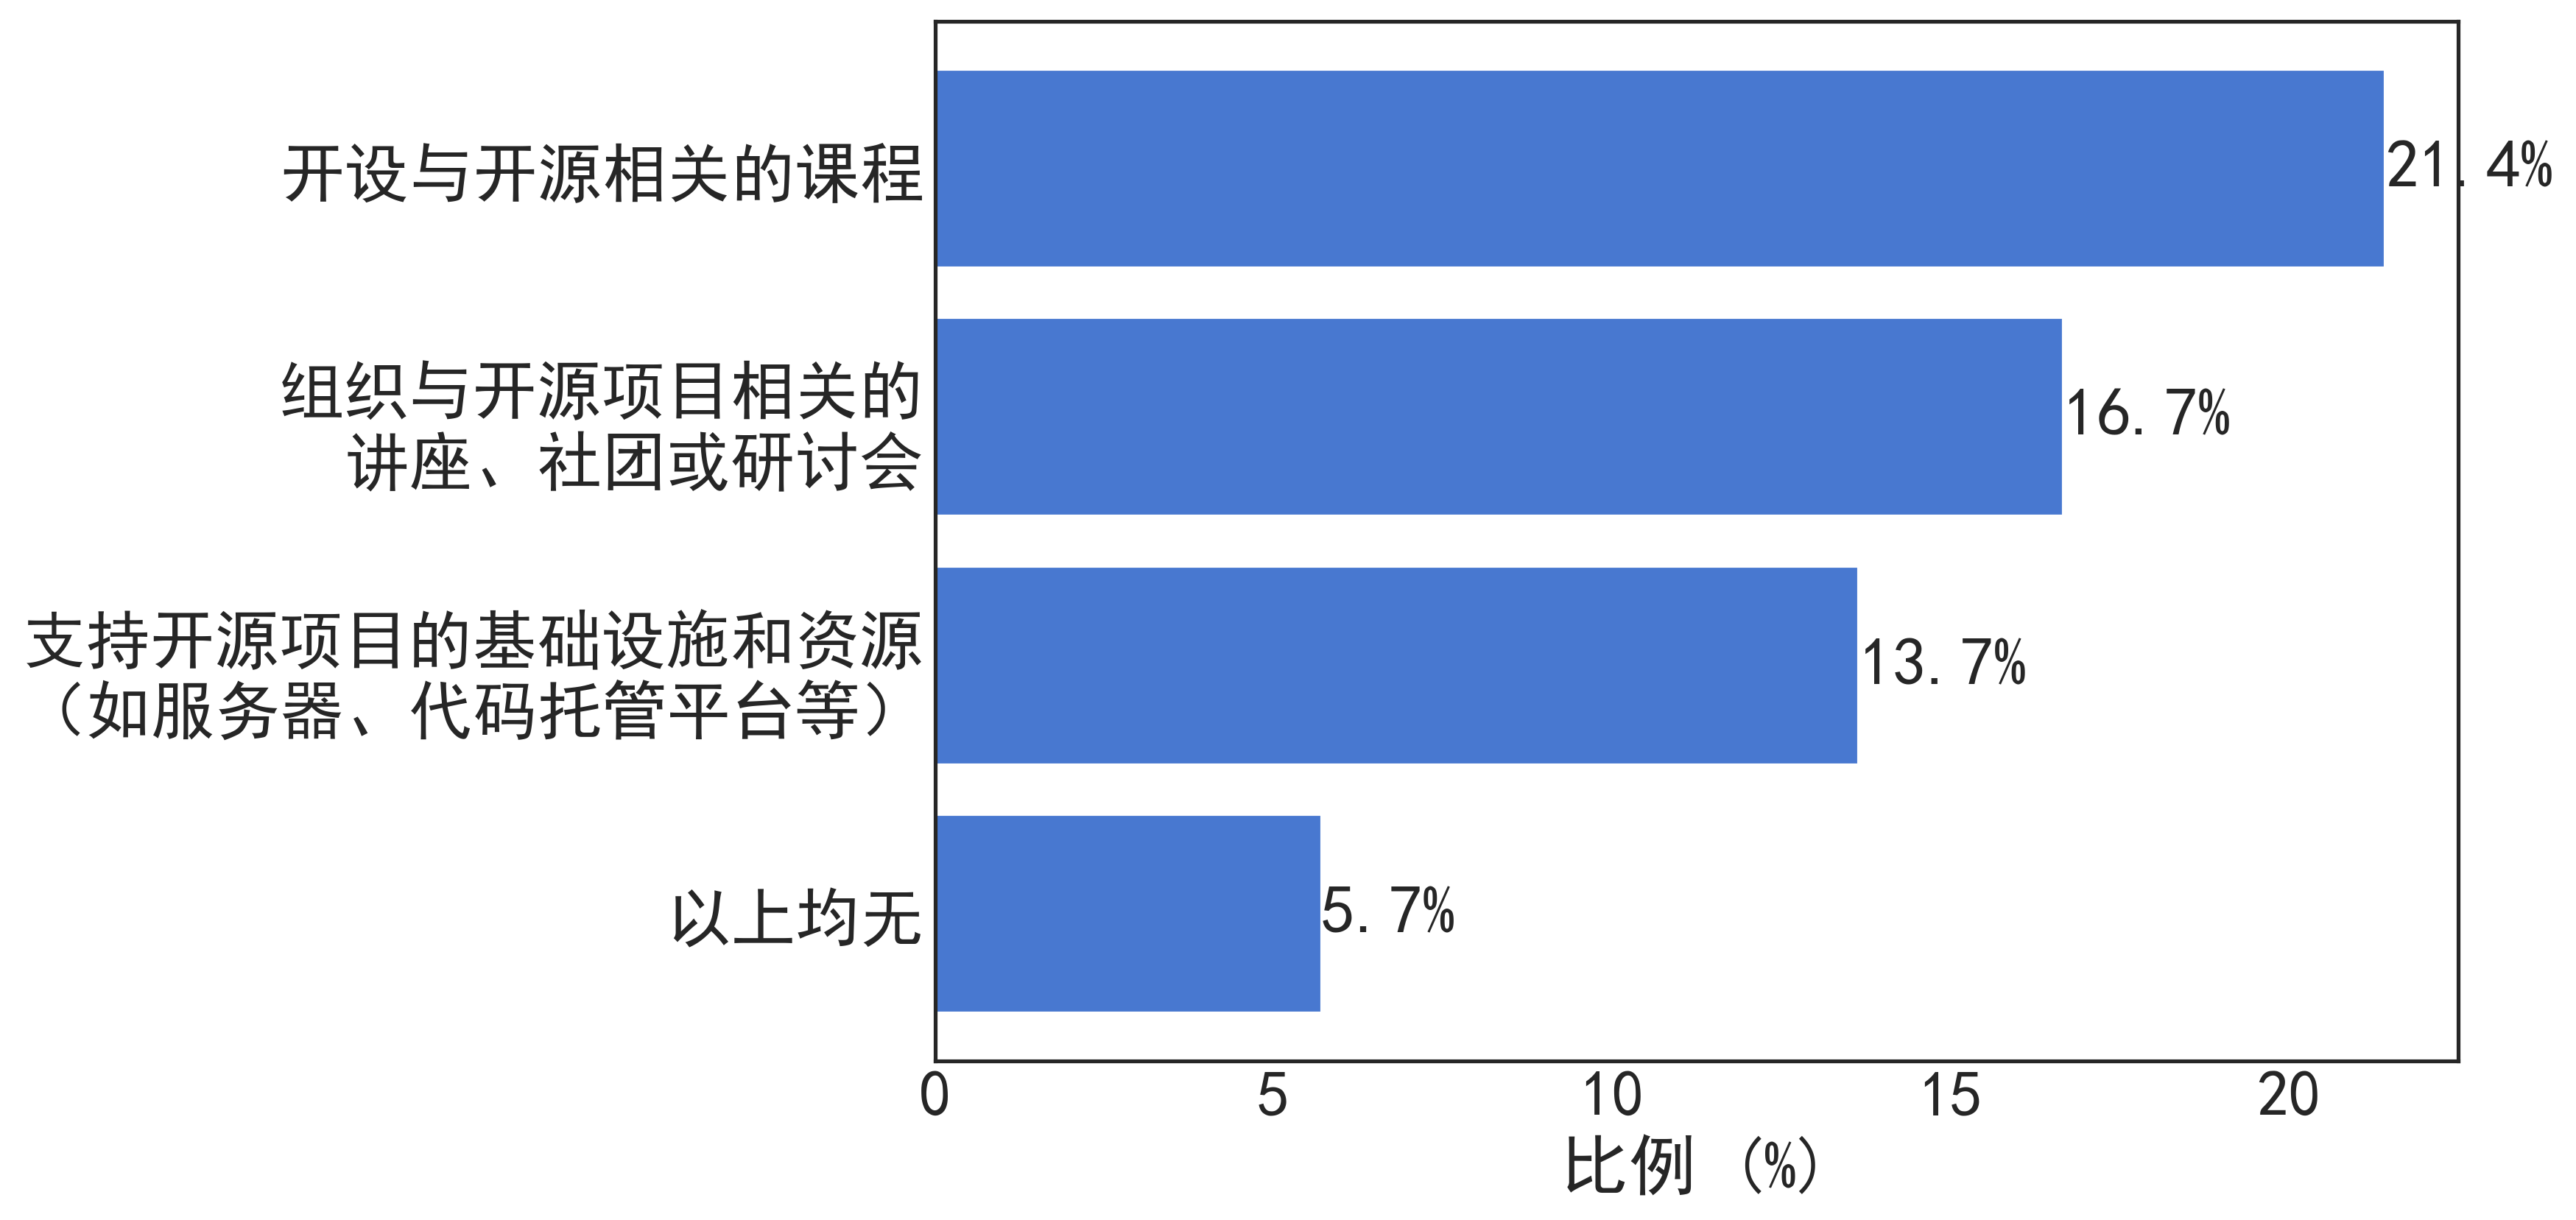 开设与开源相关的课程
21.4%
组织与开源项目相关的
讲座、社团或研讨会
16.7%
支持开源项目的基础设施和资源
（如服务器、代码托管平台等）
13.7%
以上均无
5.7%
0 5 10 15 20
比例 (%)